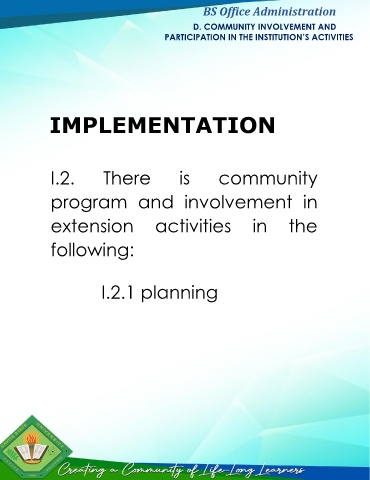 BS Office Administration
D. COMMUNITY INVOLVEMENT AND
PARTICIPATION IN THE INSTITUTION'S ACTIVITIES
IMPLEMENTATION
I.2. There is community
program and involvement in
extension activities in the
following:
I.2.1 planning
Creating a Community of Life-Long Learners